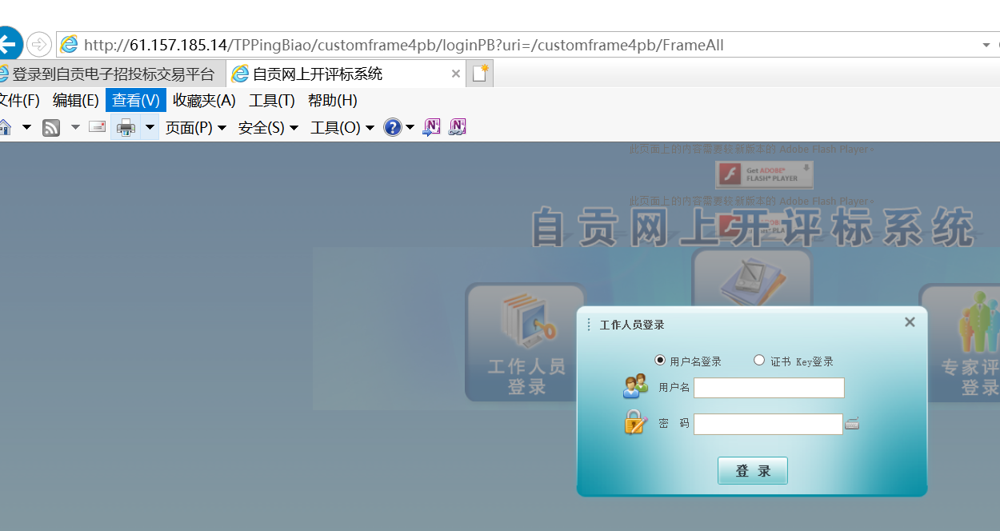 http://61.157.185.14/TPPingBiao/customframe4pb/loginPB?uri=/customframe4pb/FrameAll
登录到自贡电子招投标交易平台 自贡网上开评标系统
文件(F) 编辑(E) 查看(V) 收藏夹(A) 工具(T) 帮助(H)
页面(P) 安全(S) 工具(O)
此页面上的内容需要较新版本的 Adobe Flash Player。
Get ADOBE®
FLASH® PLAYER
此页面上的内容需要较新版本的 Adobe Flash Player。
自贡网上开评标系统
工作人员
登录
专家评
登录
工作人员登录
用户名登录 证书 Key登录
用户名
密 码
登 录